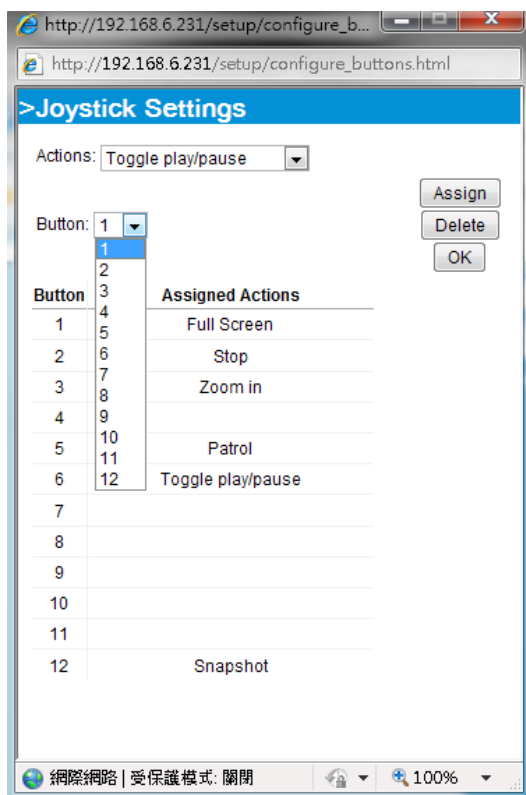 http://192.168.6.231/setup/configure_b...
http://192.168.6.231/setup/configure_buttons.html
>Joystick Settings
Actions: Toggle play/pause
Assign
Button: 1
Delete
OK
1
2
3
4
5
6
7
8
9
10
11
12
Button Assigned Actions
1 Full Screen
2 Stop
3 Zoom in
4
5 Patrol
6 Toggle play/pause
7
8
9
10
11
12 Snapshot
網際網路 | 受保護模式: 關閉 100%